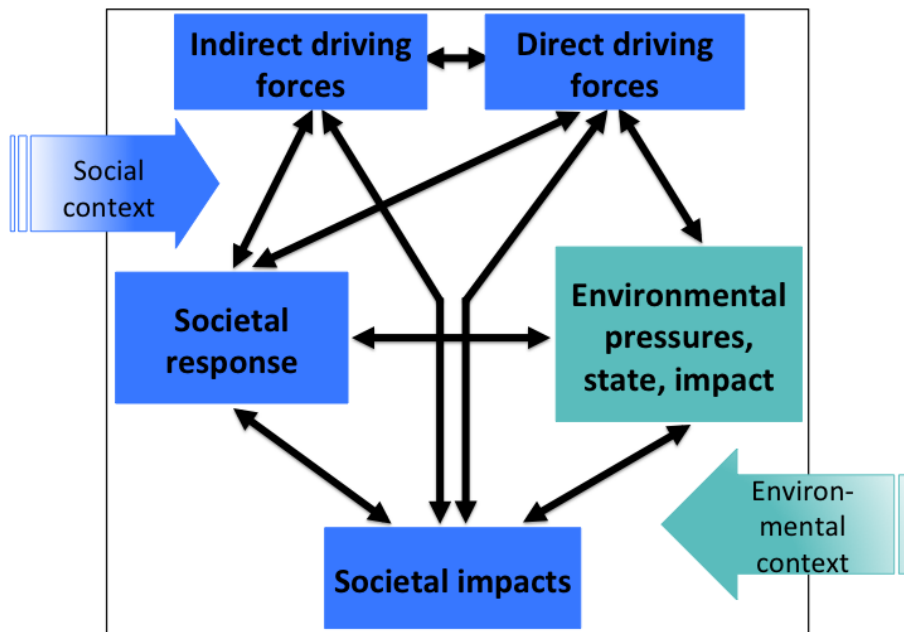 Indirect driving
forces
Direct driving
forces
Social
context
Societal
response
Environmental
pressures,
state, impact
Environ-
mental
context
Societal impacts